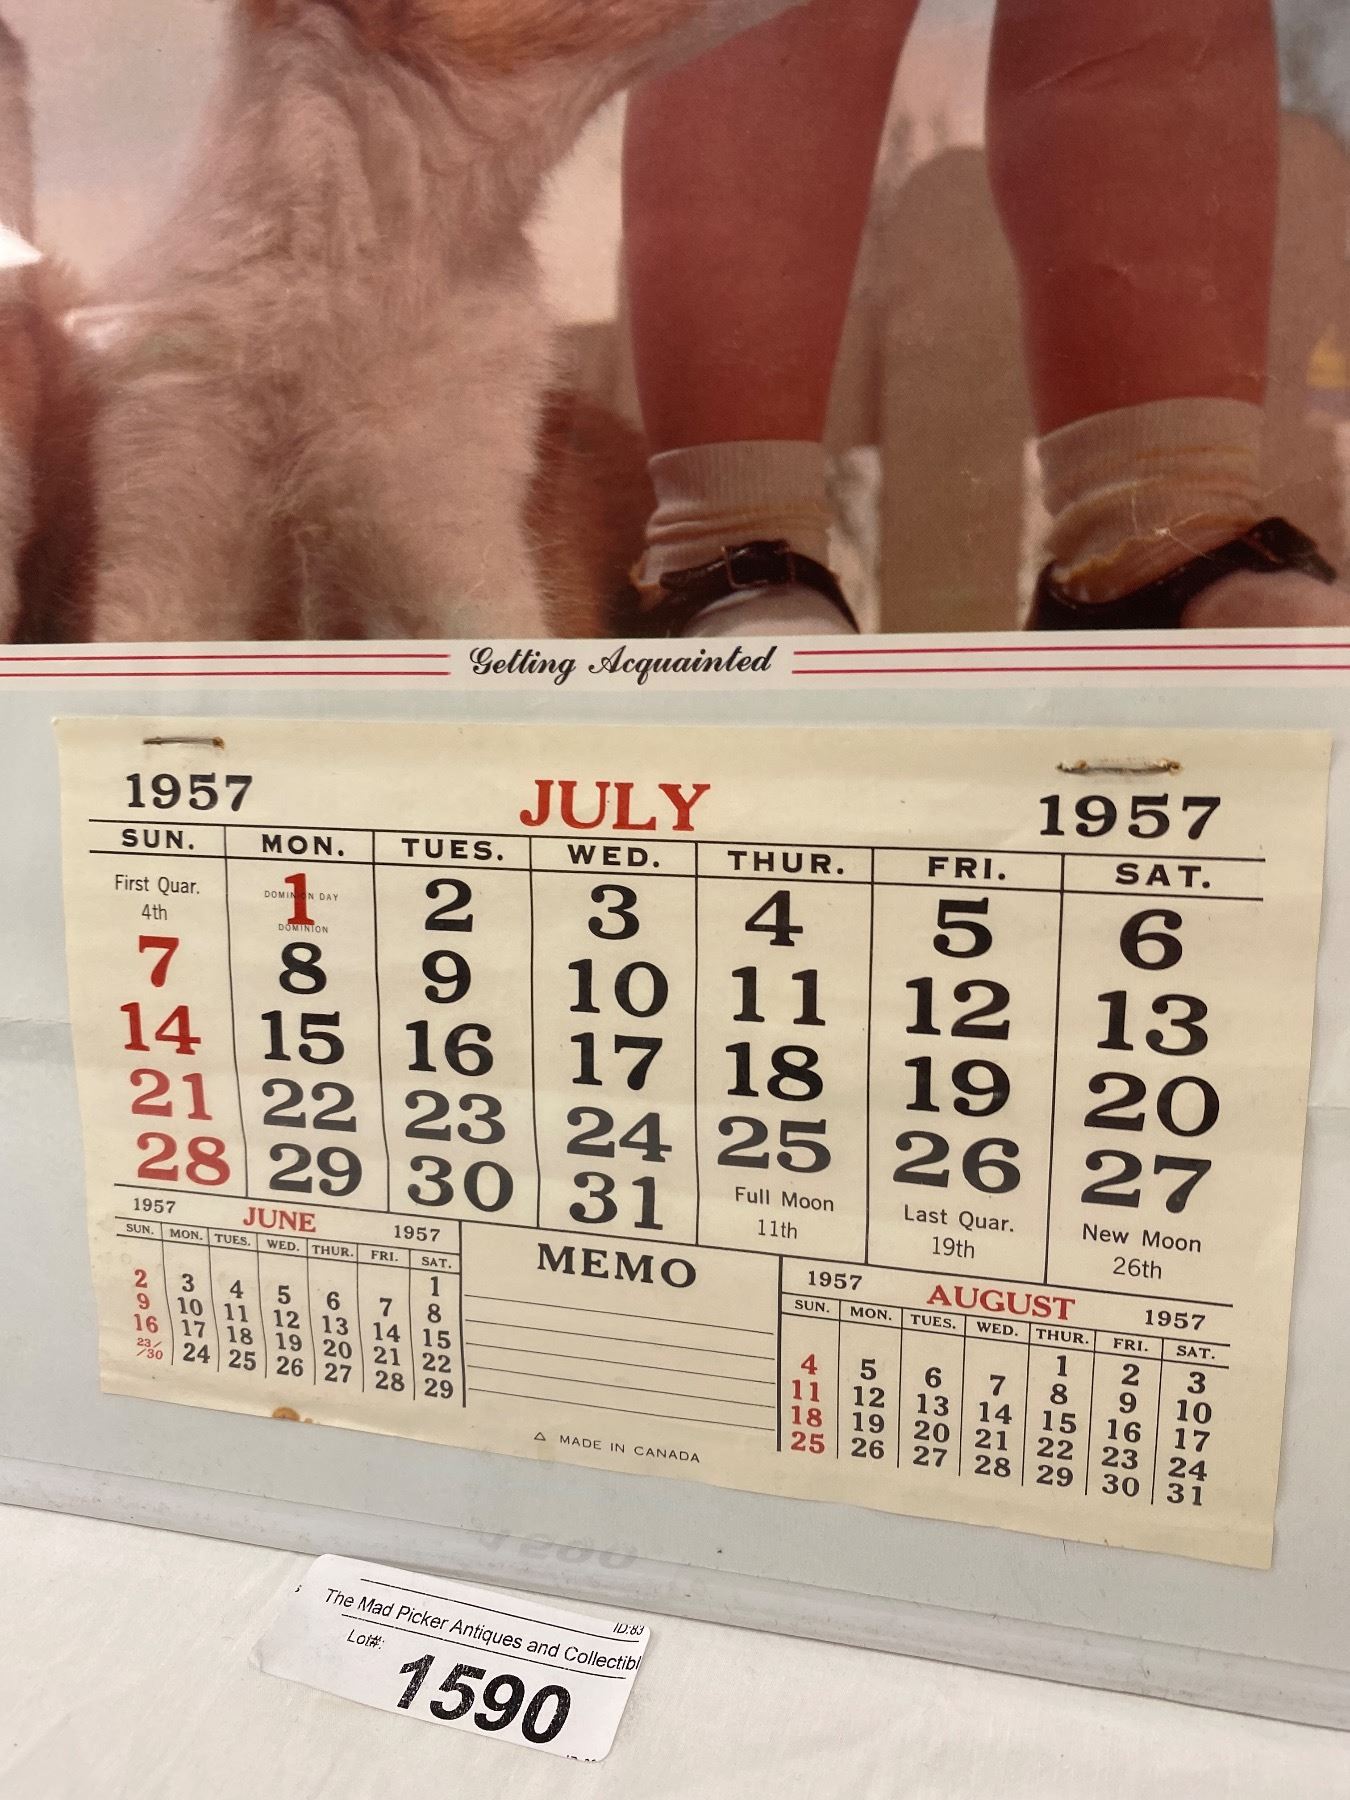 Getting Acquainted
1957 JULY 1957
SUN. MON. TUES. WED. THUR. FRI. SAT.
First Quar.
4th
DOMINION DAY
1 2 3 4 5 6
DOMINION
7 8 9 10 11 12 13
14 15 16 17 18 19 20
21 22 23 24 25 26 27
28 29 30 31
Full Moon
11th
Last Quar.
19th
New Moon
26th
1957 JUNE 1957
SUN. MON. TUES. WED. THUR. FRI. SAT.
1
2 3 4 5 6 7 8
9 10 11 12 13 14 15
16 17 18 19 20 21 22
23/30 24 25 26 27 28 29
MEMO
△ MADE IN CANADA
1957 AUGUST 1957
SUN. MON. TUES. WED. THUR. FRI. SAT.
1 2 3
4 5 6 7 8 9 10
11 12 13 14 15 16 17
18 19 20 21 22 23 24
25 26 27 28 29 30 31
ID:83
The Mad Picker Antiques and Collectibl
Lot#:
1590